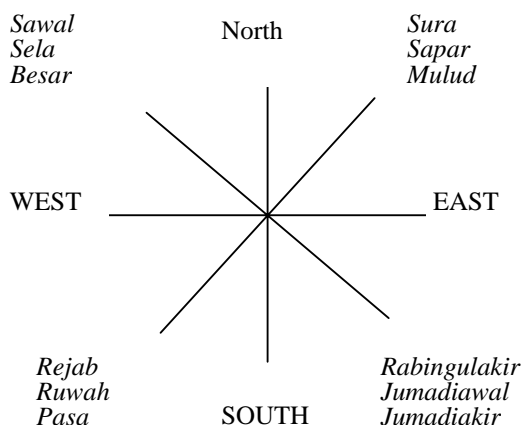 Sawal
Sela
Besar
North
Sura
Sapar
Mulud
WEST
EAST
Rejab
Ruwah
Pasa
SOUTH
Rabingulakir
Jumadiawal
Jumadiakir